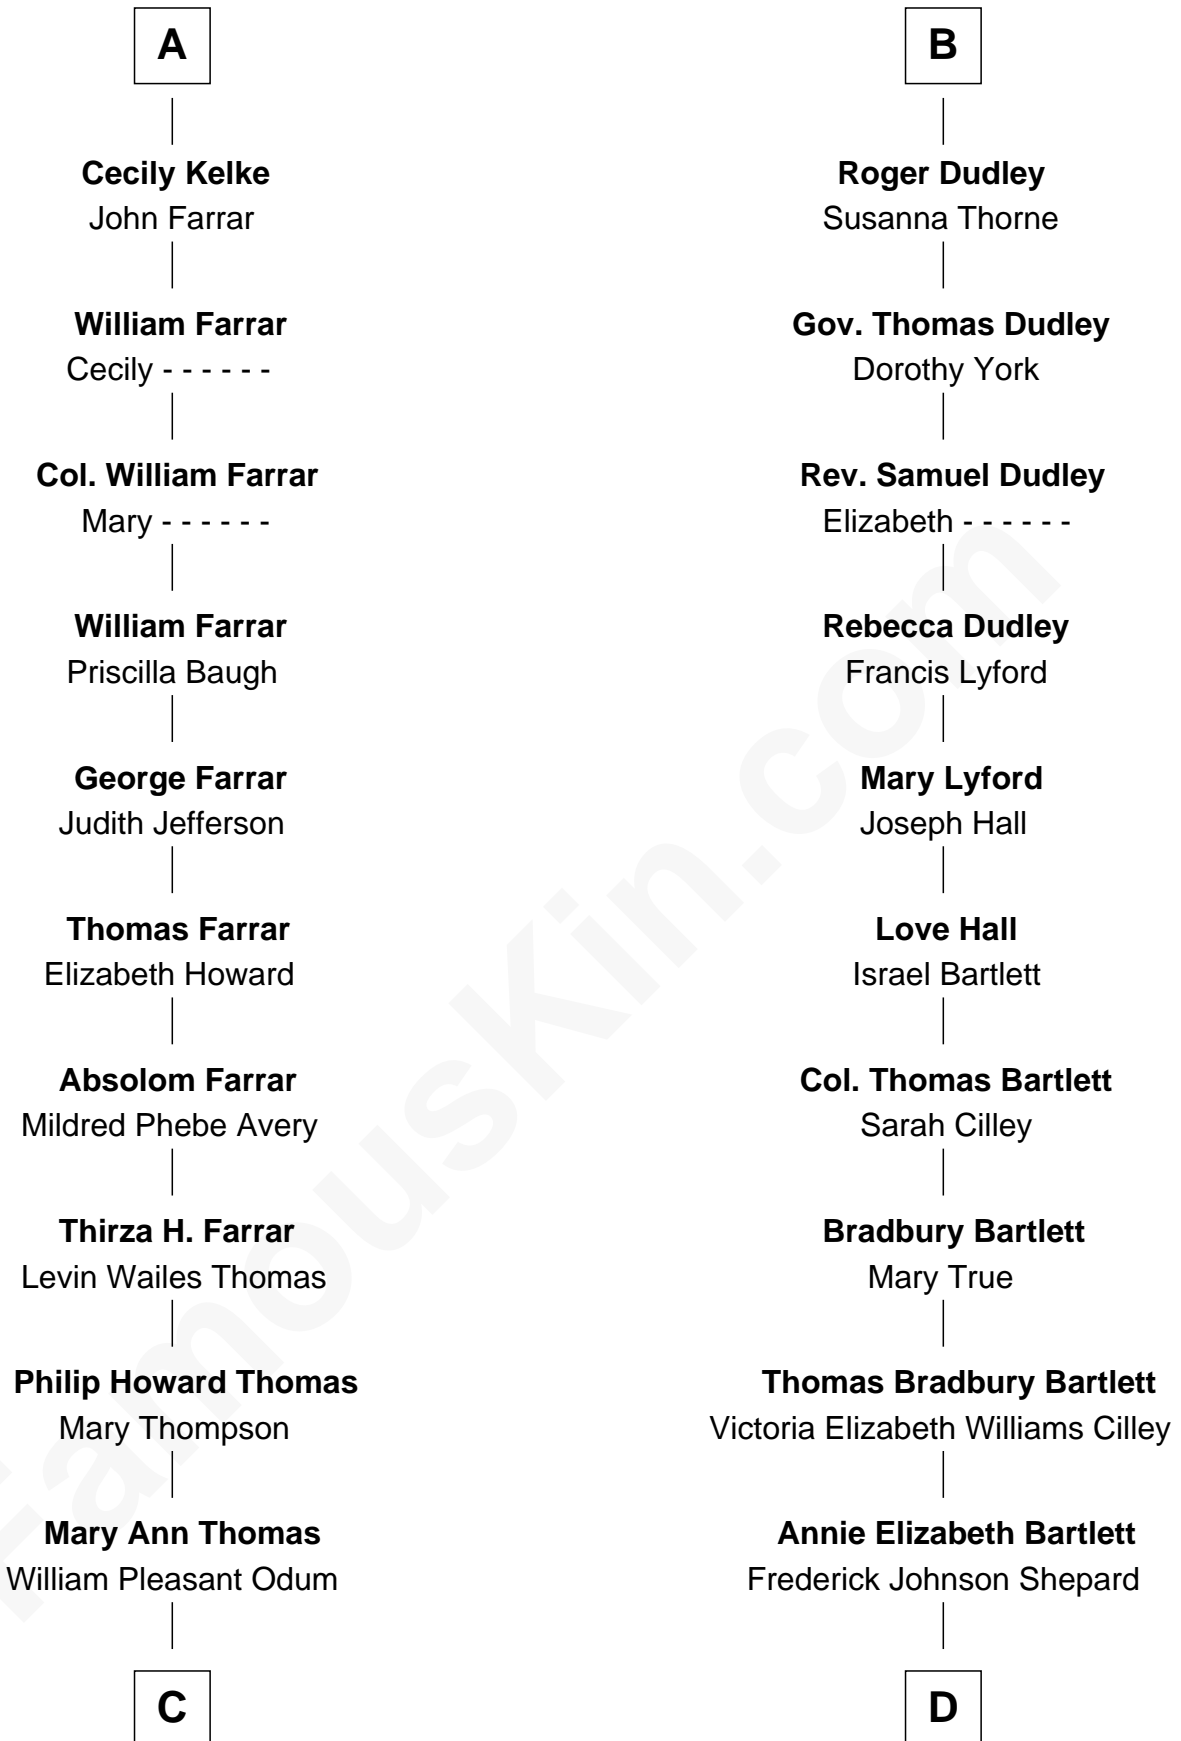 A
Cecily Kelke
John Farrar
William Farrar
Cecily - - - - - -
Col. William Farrar
Mary - - - - - -
William Farrar
Priscilla Baugh
George Farrar
Judith Jefferson
Thomas Farrar
Elizabeth Howard
Absolom Farrar
Mildred Phebe Avery
Thirza H. Farrar
Levin Wailes Thomas
Philip Howard Thomas
Mary Thompson
Mary Ann Thomas
William Pleasant Odum
C
B
Roger Dudley
Susanna Thorne
Gov. Thomas Dudley
Dorothy York
Rev. Samuel Dudley
Elizabeth - - - - - -
Rebecca Dudley
Francis Lyford
Mary Lyford
Joseph Hall
Love Hall
Israel Bartlett
Col. Thomas Bartlett
Sarah Cilley
Bradbury Bartlett
Mary True
Thomas Bradbury Bartlett
Victoria Elizabeth Williams Cilley
Annie Elizabeth Bartlett
Frederick Johnson Shepard
D
FamousKin.com